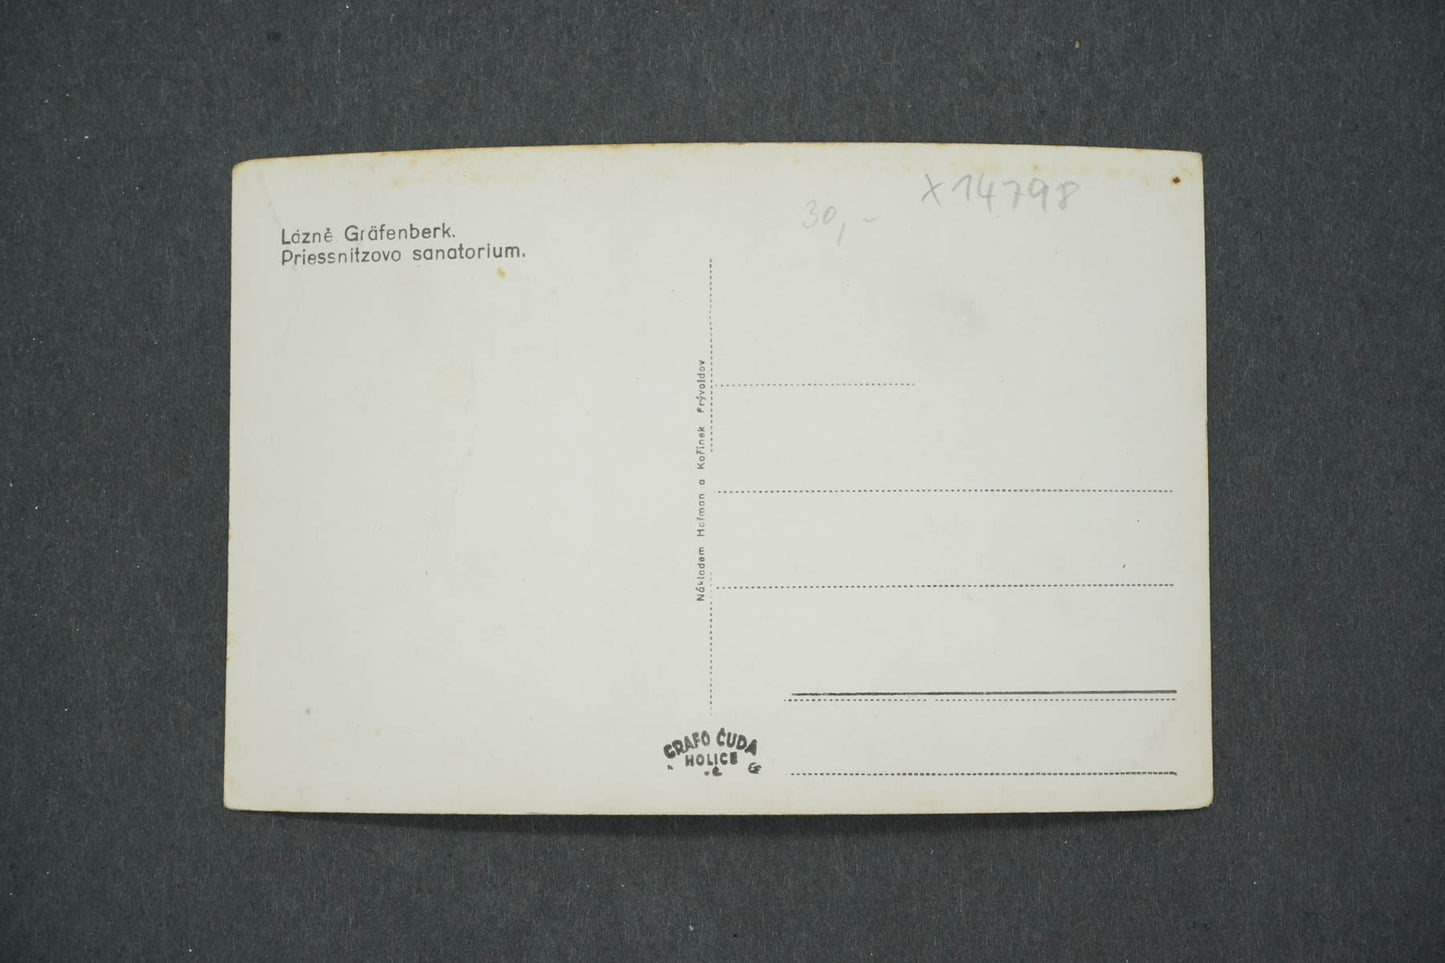 Lázně Gräfenberk.
Priessnitzovo sanatorium.
30,-
X14798
Nákladem Hofman a Kořínek Frývaldov
GRAFO ČUDA
HOLICE